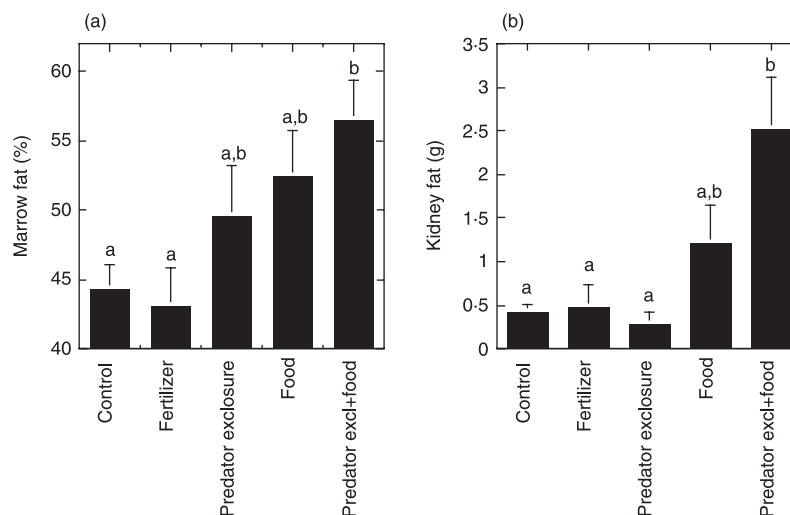 (a)
Marrow fat (%)
60
55
50
45
40
a
a
a,b
a,b
b
Control
Fertilizer
Predator exclosure
Food
Predator excl+food
(b)
Kidney fat (g)
3·5
3
2·5
2
1·5
1
0·5
0
a
a
a
a,b
b
Control
Fertilizer
Predator exclosure
Food
Predator excl+food